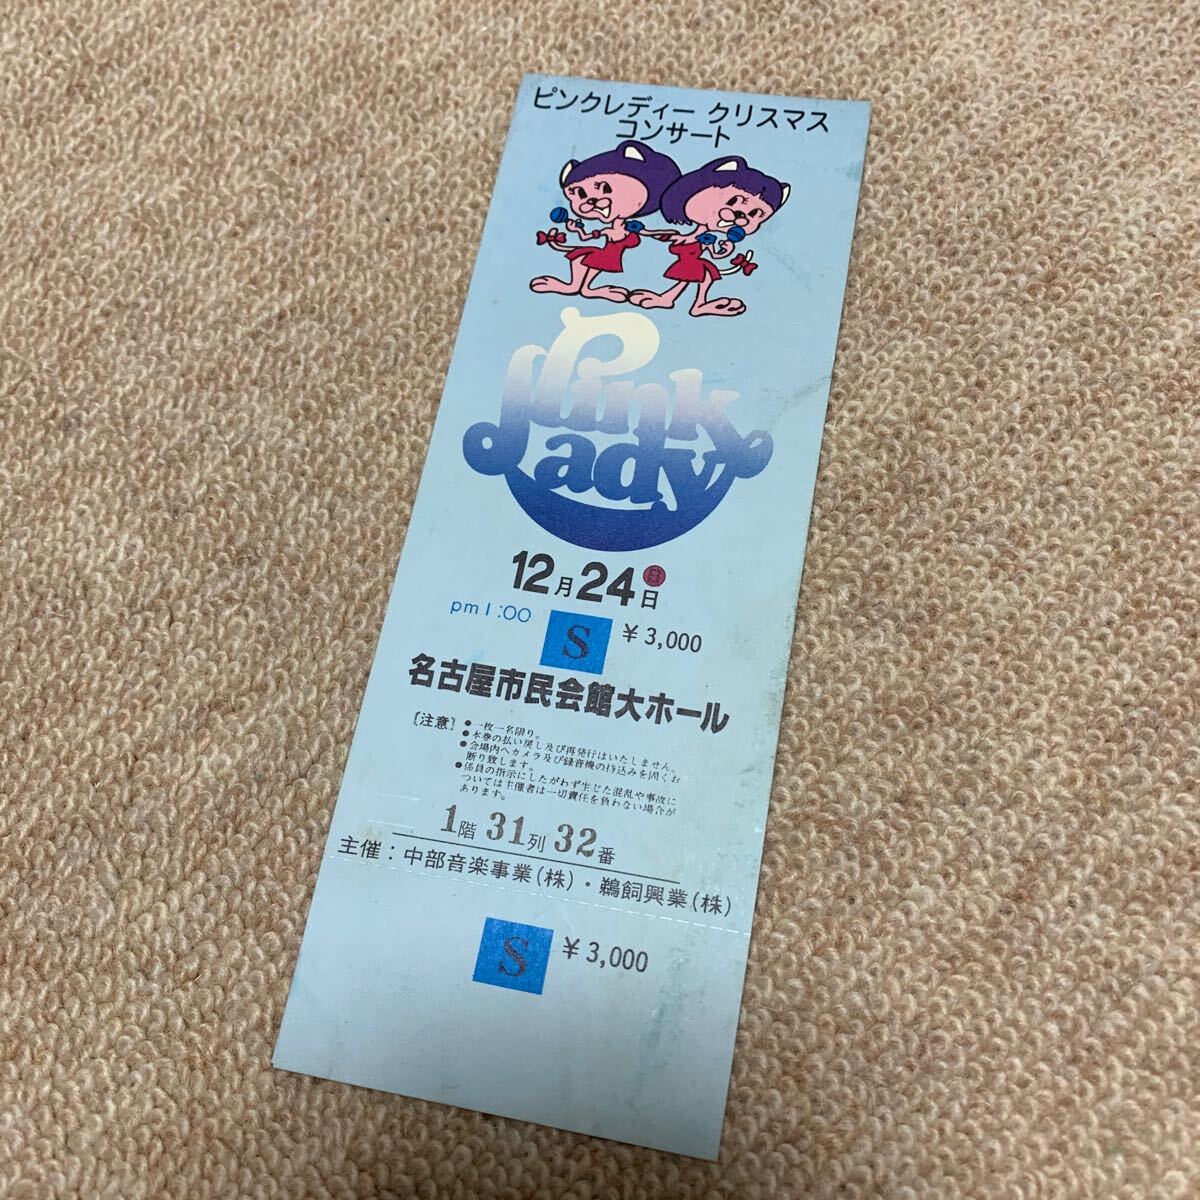 ピンクレディー クリスマス
コンサート
Pink
Lady
12月24日
pm1:00 S ¥3,000
名古屋市民会館大ホール
〔注意〕●一枚一名限り。
●本券の払い戻し及び再発行はいたしません。
●会場内へカメラ及び録音機の持込みを固くお
断り致します。
●係員の指示にしたがわず生じた混乱や事故に
ついては主催者は一切責任を負わない場合が
あります。
1階 31列 32番
主催：中部音楽事業(株)・鵜飼興業(株)
S ¥3,000